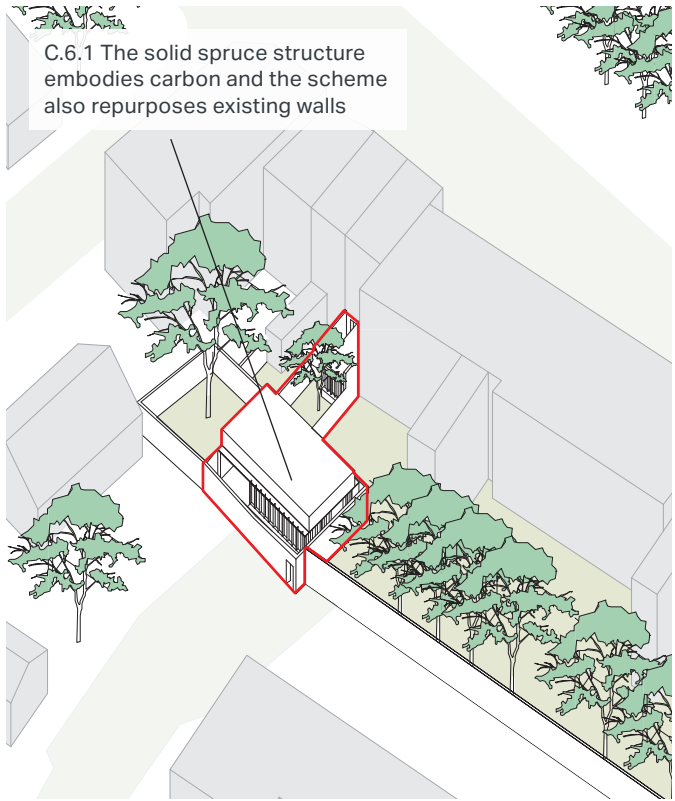 C.6.1 The solid spruce structure
embodies carbon and the scheme
also repurposes existing walls